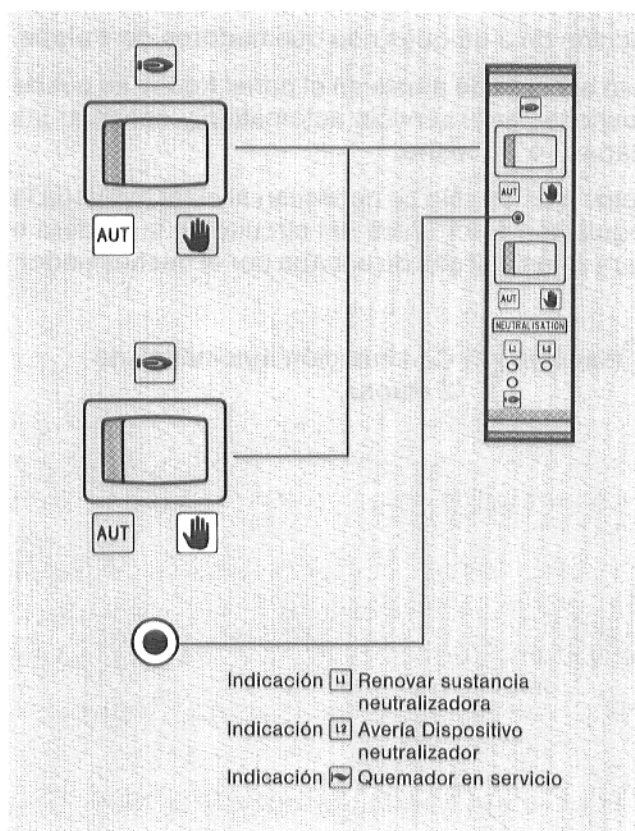 AUT
AUT
AUT
AUT
NEUTRALISATION
L1 L2
Indicación L1 Renovar sustancia
neutralizadora
Indicación L2 Avería Dispositivo
neutralizador
Indicación Quemador en servicio